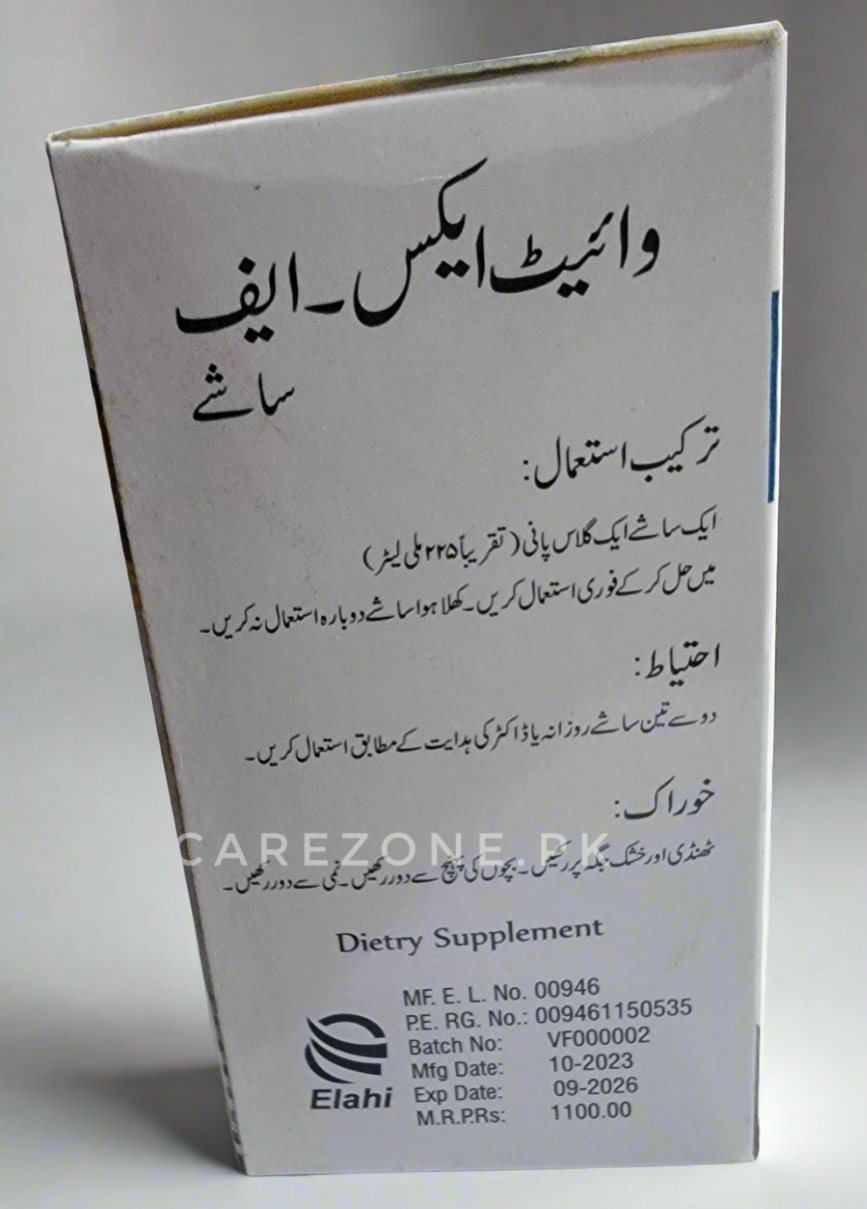 وائیٹ ایکس ۔ ایف
ساشے
ترکیب استعمال:
ایک ساشے ایک گلاس پانی (تقریباً ۲۲۵ ملی لیٹر)
میں حل کر کے فوری استعمال کریں۔ کھلا ہوا ساشے دوبارہ استعمال نہ کریں۔
احتیاط:
دو سے تین ساشے روزانہ یا ڈاکٹر کی ہدایت کے مطابق استعمال کریں۔
خوراک:
ٹھنڈی اور خشک جگہ پر رکھیں۔ بچوں کی پہنچ سے دور رکھیں۔ نمی سے دور رکھیں۔
CAREZONE.PK
Dietry Supplement
MF. E. L. No. 00946
P.E. RG. No.: 009461150535
Batch No: VF000002
Mfg Date: 10-2023
Exp Date: 09-2026
M.R.P.Rs: 1100.00
Elahi